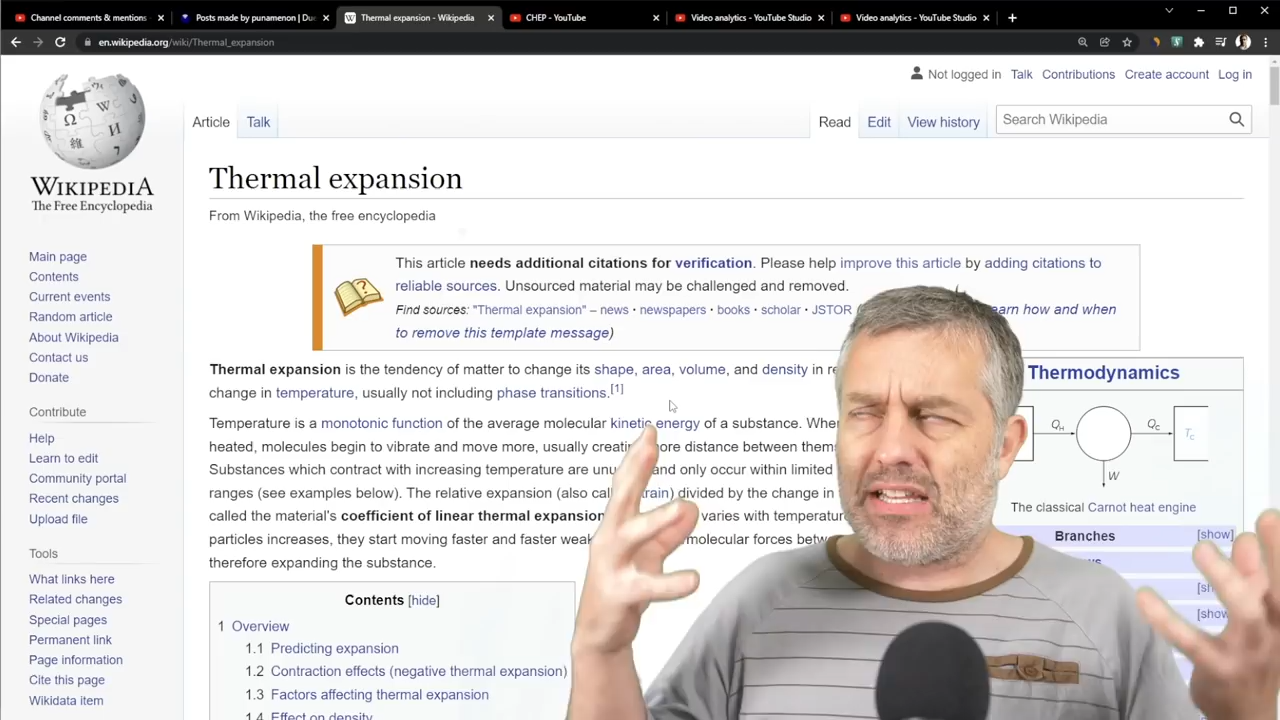 Channel comments & mentions -
Posts made by punamenon | Du
Thermal expansion - Wikipedia
CHEP - YouTube
Video analytics - YouTube Studio
Video analytics - YouTube Studio
en.wikipedia.org/wiki/Thermal_expansion
Not logged in Talk Contributions Create account Log in
Article Talk Read Edit View history Search Wikipedia
WIKIPEDIA
The Free Encyclopedia
Main page
Contents
Current events
Random article
About Wikipedia
Contact us
Donate
Contribute
Help
Learn to edit
Community portal
Recent changes
Upload file
Tools
What links here
Related changes
Special pages
Permanent link
Page information
Cite this page
Wikidata item
Thermal expansion
From Wikipedia, the free encyclopedia
This article needs additional citations for verification. Please help improve this article by adding citations to
reliable sources. Unsourced material may be challenged and removed.
Find sources: "Thermal expansion" – news · newspapers · books · scholar · JSTOR ( how and when
to remove this template message)
Thermal expansion is the tendency of matter to change its shape, area, volume, and density in
change in temperature, usually not including phase transitions.[1]
Temperature is a monotonic function of the average molecular kinetic energy of a substance.
heated, molecules begin to vibrate and move more, usually more distance between
Substances which contract with increasing temperature are and only occur within limited
ranges (see examples below). The relative expansion (also divided by the change in
called the material's coefficient of linear thermal expansion varies with
particles increases, they start moving faster and faster molecular forces
therefore expanding the substance.
Contents [hide]
1 Overview
1.1 Predicting expansion
1.2 Contraction effects (negative thermal expansion)
1.3 Factors affecting thermal expansion
1.4 Effect on density
Thermodynamics
QH QC
Tc
W
The classical Carnot heat engine
Branches [show]